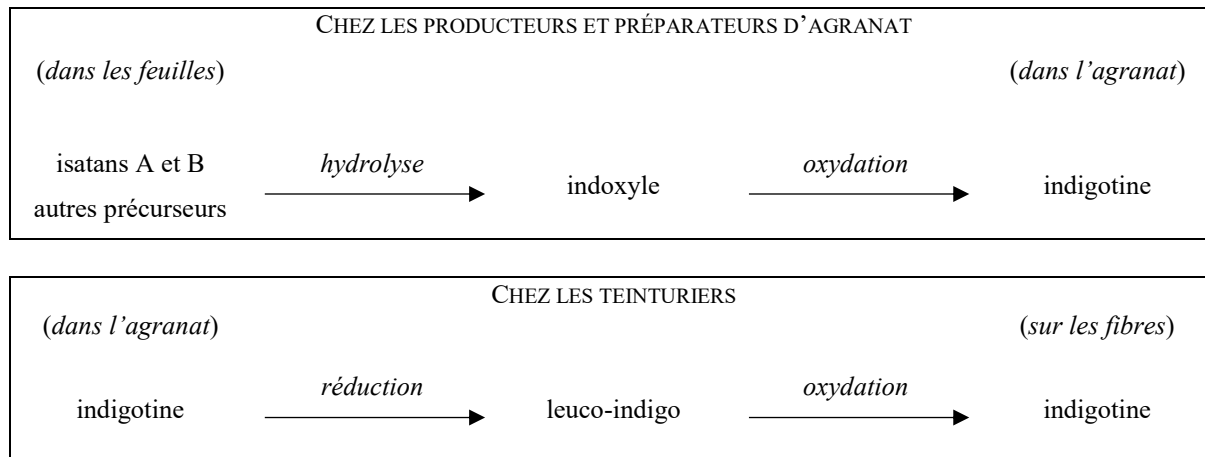 CHEZ LES PRODUCTEURS ET PRÉPARATEURS D’AGRANAT
(dans les feuilles) (dans l’agranat)
isatans A et B
autres précurseurs
hydrolyse
indoxyle
oxydation
indigotine
CHEZ LES TEINTURIERS
(dans l’agranat) (sur les fibres)
indigotine
réduction
leuco-indigo
oxydation
indigotine